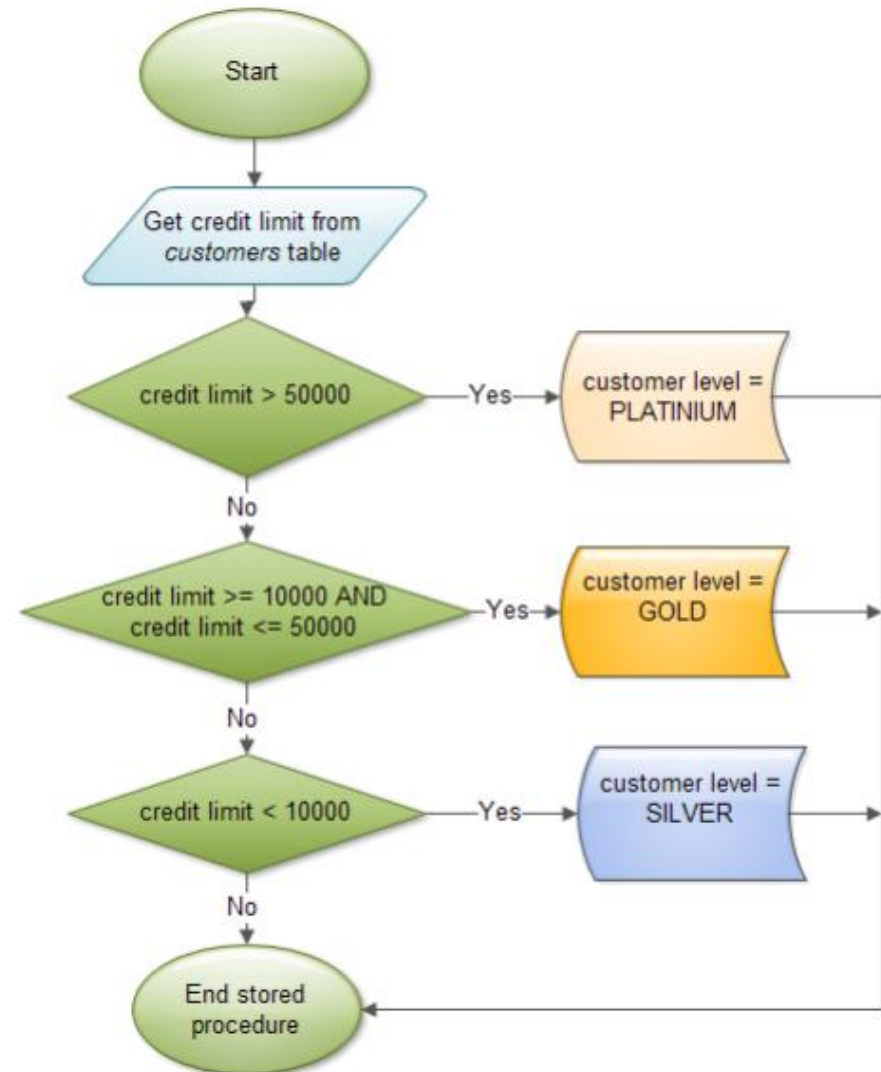 Start
Get credit limit from
customers table
credit limit > 50000
Yes
customer level =
PLATINIUM
No
credit limit >= 10000 AND
credit limit <= 50000
Yes
customer level =
GOLD
No
credit limit < 10000
Yes
customer level =
SILVER
No
End stored
procedure